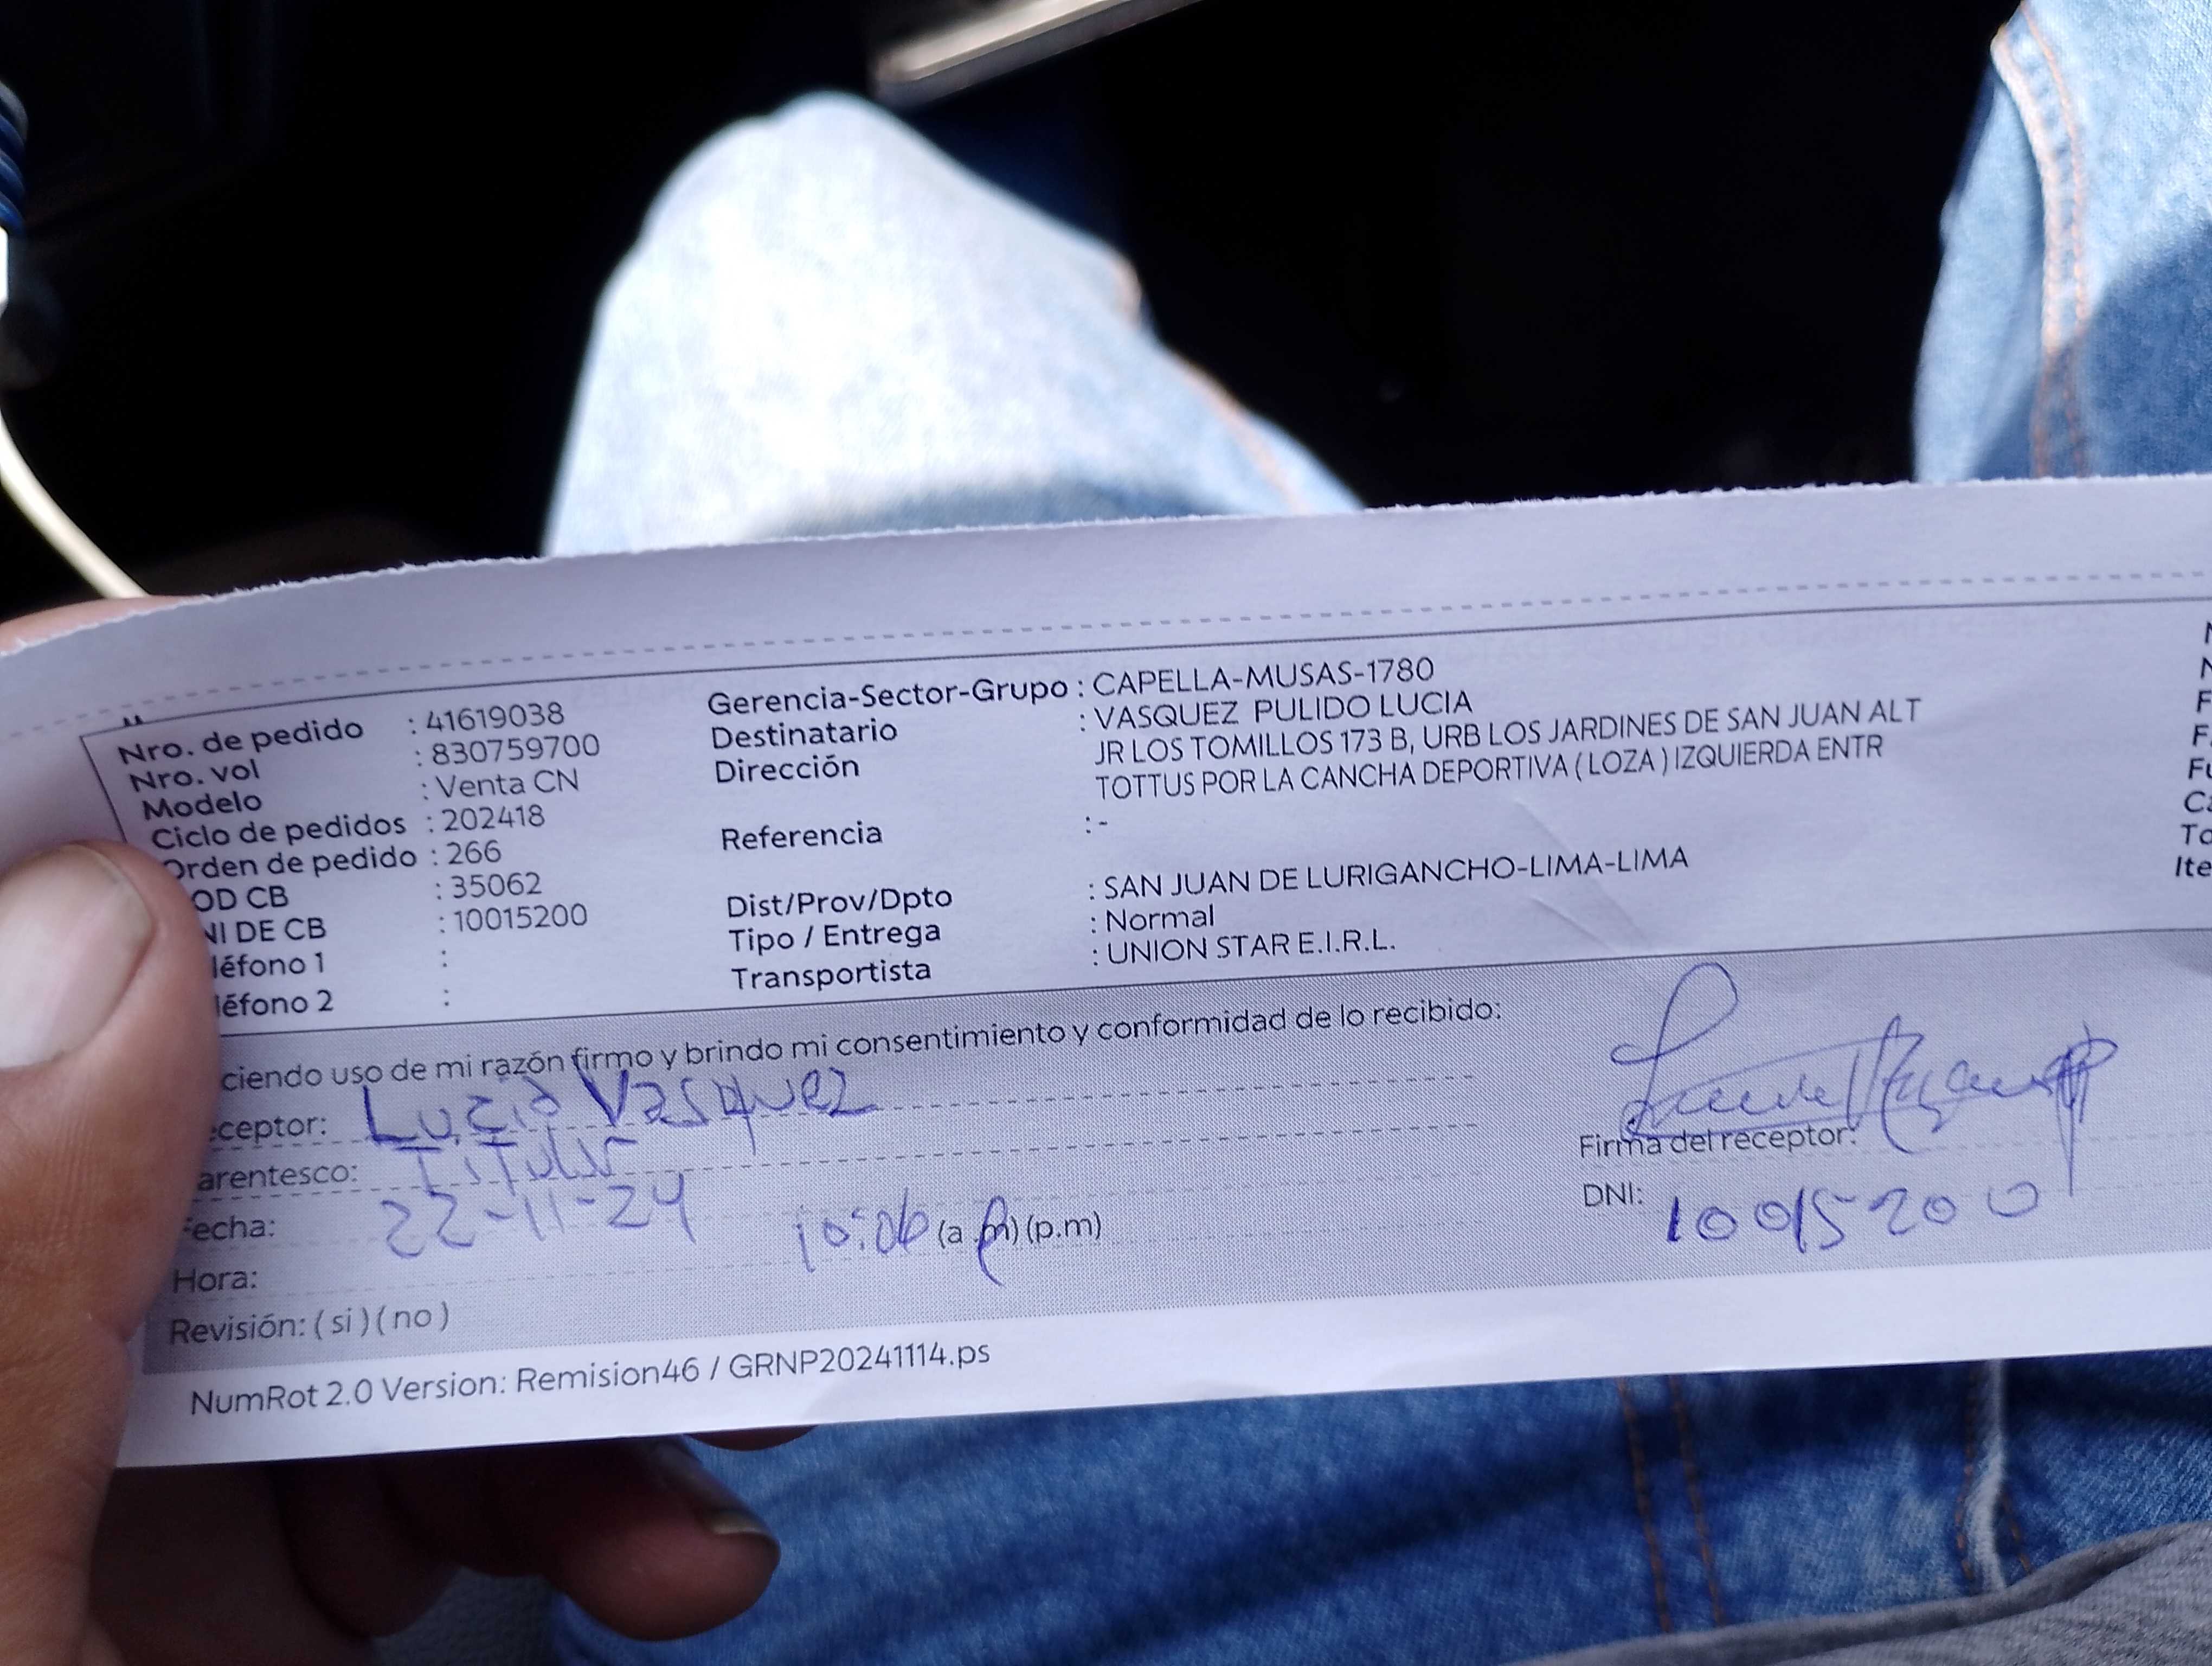 Nro. de pedido : 41619038
Nro. vol : 830759700
Modelo : Venta CN
Ciclo de pedidos : 202418
Orden de pedido : 266
OD CB : 35062
NI DE CB : 10015200
léfono 1 :
léfono 2 :
Gerencia-Sector-Grupo : CAPELLA-MUSAS-1780
Destinatario : VASQUEZ PULIDO LUCIA
Dirección JR LOS TOMILLOS 173 B, URB LOS JARDINES DE SAN JUAN ALT
TOTTUS POR LA CANCHA DEPORTIVA ( LOZA ) IZQUIERDA ENTR
Referencia : -
Dist/Prov/Dpto : SAN JUAN DE LURIGANCHO-LIMA-LIMA
Tipo / Entrega : Normal
Transportista : UNION STAR E.I.R.L.
N
N
F
F
Fu
Ca
To
Ite
ciendo uso de mi razón firmo y brindo mi consentimiento y conformidad de lo recibido:
ceptor: Lucia Vasquez
arentesco: Titular
Fecha: 22-11-24 10:06 (a.m) (p.m)
Hora:
Revisión: ( si ) ( no )
Firma del receptor:
DNI: 10015200
NumRot 2.0 Version: Remision46 / GRNP20241114.ps